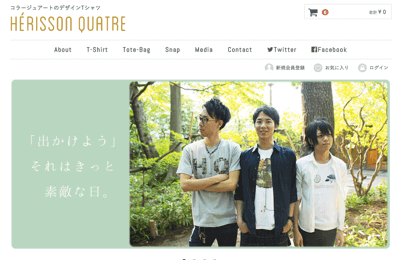 コラージュアートのデザインTシャツ
HÉRISSON QUATRE
0
合計 ¥ 0
About
T-Shirt
Tote-Bag
Snap
Media
Contact
Twitter
Facebook
新規会員登録
お気に入り
ログイン
「出かけよう」
それはきっと
素敵な日。